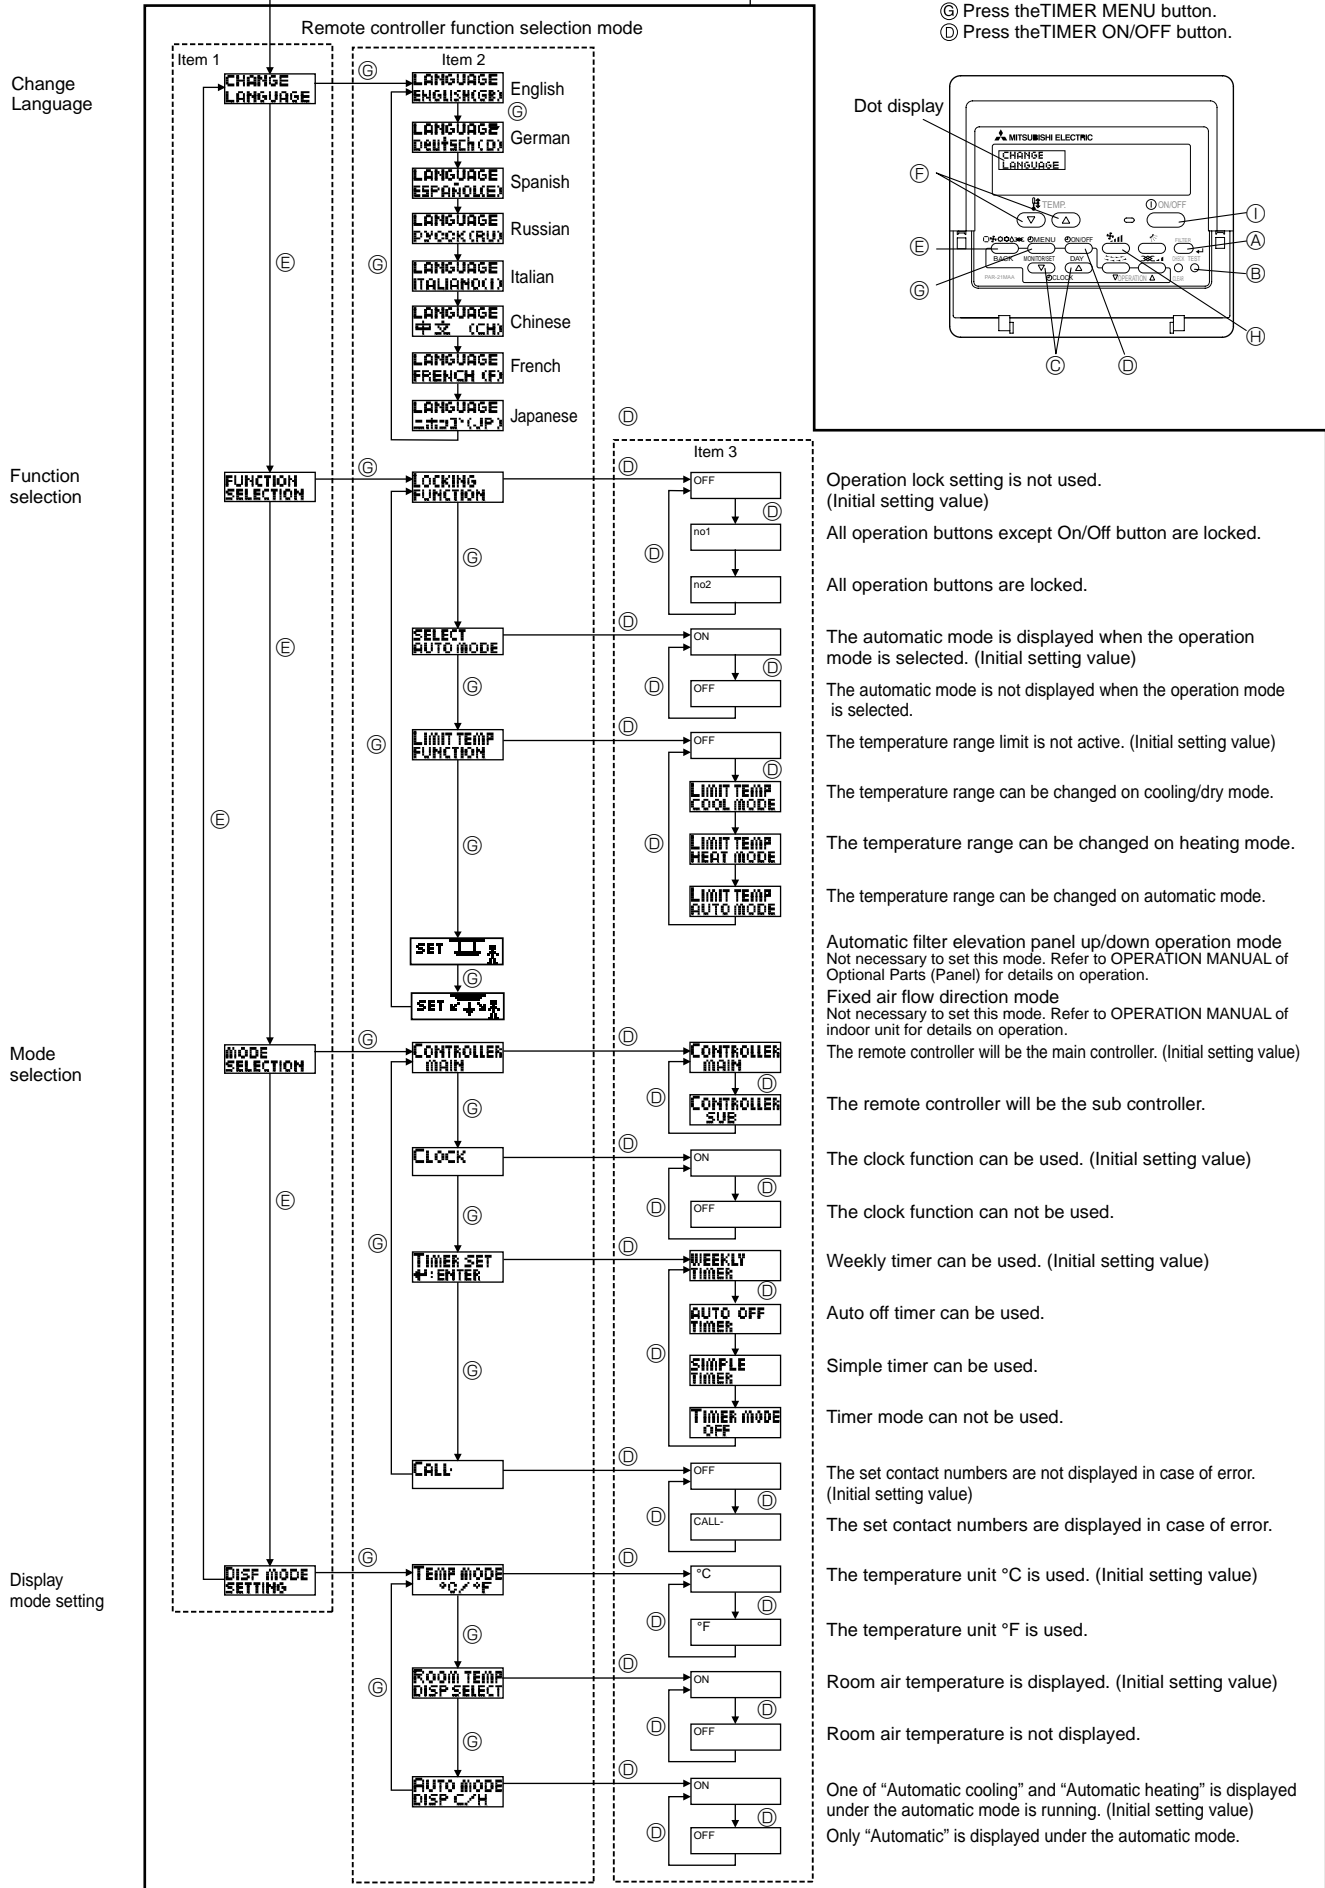 Ⓖ Press theTIMER MENU button.
Ⓓ Press theTIMER ON/OFF button.
Remote controller function selection mode
Item 1
Item 2
Change
Language
CHANGE
LANGUAGE
Ⓖ
LANGUAGE
ENGLISH(GB)
English
Ⓖ
LANGUAGE
Deutsch(D)
German
LANGUAGE
ESPAÑOL(E)
Spanish
LANGUAGE
РУССК(RU)
Russian
Ⓔ
Ⓖ
LANGUAGE
ITALIANO(I)
Italian
LANGUAGE
中文 (CH)
Chinese
LANGUAGE
FRENCH (F)
French
LANGUAGE
ニホンゴ(JP)
Japanese
Ⓓ
Dot display
MITSUBISHI ELECTRIC
CHANGE
LANGUAGE
Ⓕ
TEMP.
ON/OFF
Ⓘ
Ⓔ
MENU
ON/OFF
FILTER
Ⓐ
BACK
MONITOR/SET
DAY
CHECK TEST
Ⓑ
PAR-21MAA
CLOCK
OPERATION
CLEAR
Ⓖ
Ⓗ
Ⓒ
Ⓓ
Item 3
Function
selection
FUNCTION
SELECTION
Ⓖ
LOCKING
FUNCTION
Ⓓ
OFF
Operation lock setting is not used.
(Initial setting value)
Ⓓ
no1
All operation buttons except On/Off button are locked.
Ⓖ
Ⓓ
no2
All operation buttons are locked.
Ⓔ
SELECT
AUTO MODE
Ⓓ
ON
The automatic mode is displayed when the operation
mode is selected. (Initial setting value)
Ⓓ
Ⓖ
Ⓓ
OFF
The automatic mode is not displayed when the operation mode
is selected.
Ⓖ
LIMIT TEMP
FUNCTION
Ⓓ
OFF
The temperature range limit is not active. (Initial setting value)
Ⓓ
LIMIT TEMP
COOL MODE
The temperature range can be changed on cooling/dry mode.
Ⓔ
Ⓖ
Ⓓ
LIMIT TEMP
HEAT MODE
The temperature range can be changed on heating mode.
LIMIT TEMP
AUTO MODE
The temperature range can be changed on automatic mode.
SET
Automatic filter elevation panel up/down operation mode
Not necessary to set this mode. Refer to OPERATION MANUAL of
Optional Parts (Panel) for details on operation.
Ⓖ
SET
Fixed air flow direction mode
Not necessary to set this mode. Refer to OPERATION MANUAL of
indoor unit for details on operation.
Mode
selection
MODE
SELECTION
Ⓖ
CONTROLLER
MAIN
Ⓓ
CONTROLLER
MAIN
The remote controller will be the main controller. (Initial setting value)
Ⓓ
Ⓖ
Ⓓ
CONTROLLER
SUB
The remote controller will be the sub controller.
CLOCK
Ⓓ
ON
The clock function can be used. (Initial setting value)
Ⓓ
Ⓔ
Ⓖ
Ⓓ
OFF
The clock function can not be used.
Ⓖ
TIMER SET
↵:ENTER
Ⓓ
WEEKLY
TIMER
Weekly timer can be used. (Initial setting value)
Ⓓ
AUTO OFF
TIMER
Auto off timer can be used.
Ⓖ
Ⓓ
SIMPLE
TIMER
Simple timer can be used.
TIMER MODE
OFF
Timer mode can not be used.
CALL-
Ⓓ
OFF
The set contact numbers are not displayed in case of error.
(Initial setting value)
Ⓓ
Ⓓ
CALL-
The set contact numbers are displayed in case of error.
Display
mode setting
DISP MODE
SETTING
Ⓖ
TEMP MODE
°C/°F
Ⓓ
°C
The temperature unit °C is used. (Initial setting value)
Ⓓ
Ⓖ
Ⓓ
°F
The temperature unit °F is used.
Ⓖ
ROOM TEMP
DISP SELECT
Ⓓ
ON
Room air temperature is displayed. (Initial setting value)
Ⓓ
Ⓖ
Ⓓ
OFF
Room air temperature is not displayed.
AUTO MODE
DISP C/H
Ⓓ
ON
One of “Automatic cooling” and “Automatic heating” is displayed
under the automatic mode is running. (Initial setting value)
Ⓓ
Ⓓ
OFF
Only “Automatic” is displayed under the automatic mode.